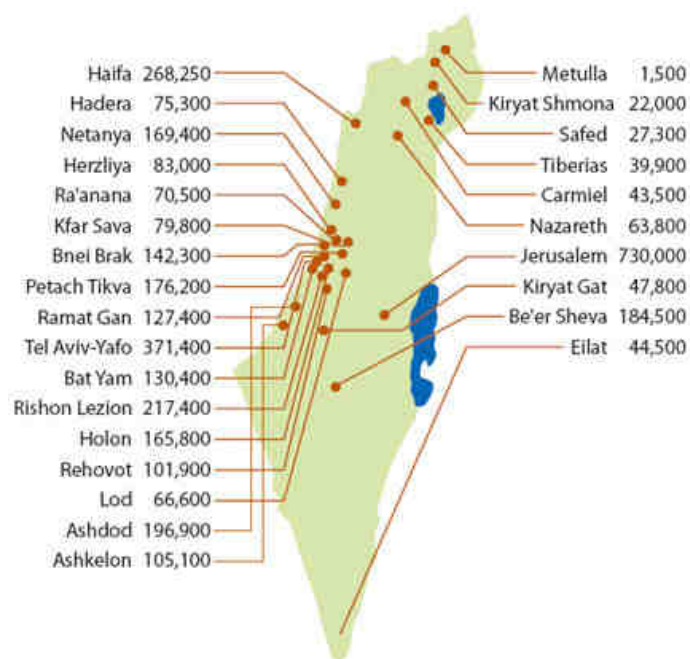 Haifa 268,250
Hadera 75,300
Netanya 169,400
Herzliya 83,000
Ra'anana 70,500
Kfar Sava 79,800
Bnei Brak 142,300
Petach Tikva 176,200
Ramat Gan 127,400
Tel Aviv-Yafo 371,400
Bat Yam 130,400
Rishon Lezion 217,400
Holon 165,800
Rehovot 101,900
Lod 66,600
Ashdod 196,900
Ashkelon 105,100
Metulla 1,500
Kiryat Shmona 22,000
Safed 27,300
Tiberias 39,900
Carmiel 43,500
Nazareth 63,800
Jerusalem 730,000
Kiryat Gat 47,800
Be'er Sheva 184,500
Eilat 44,500